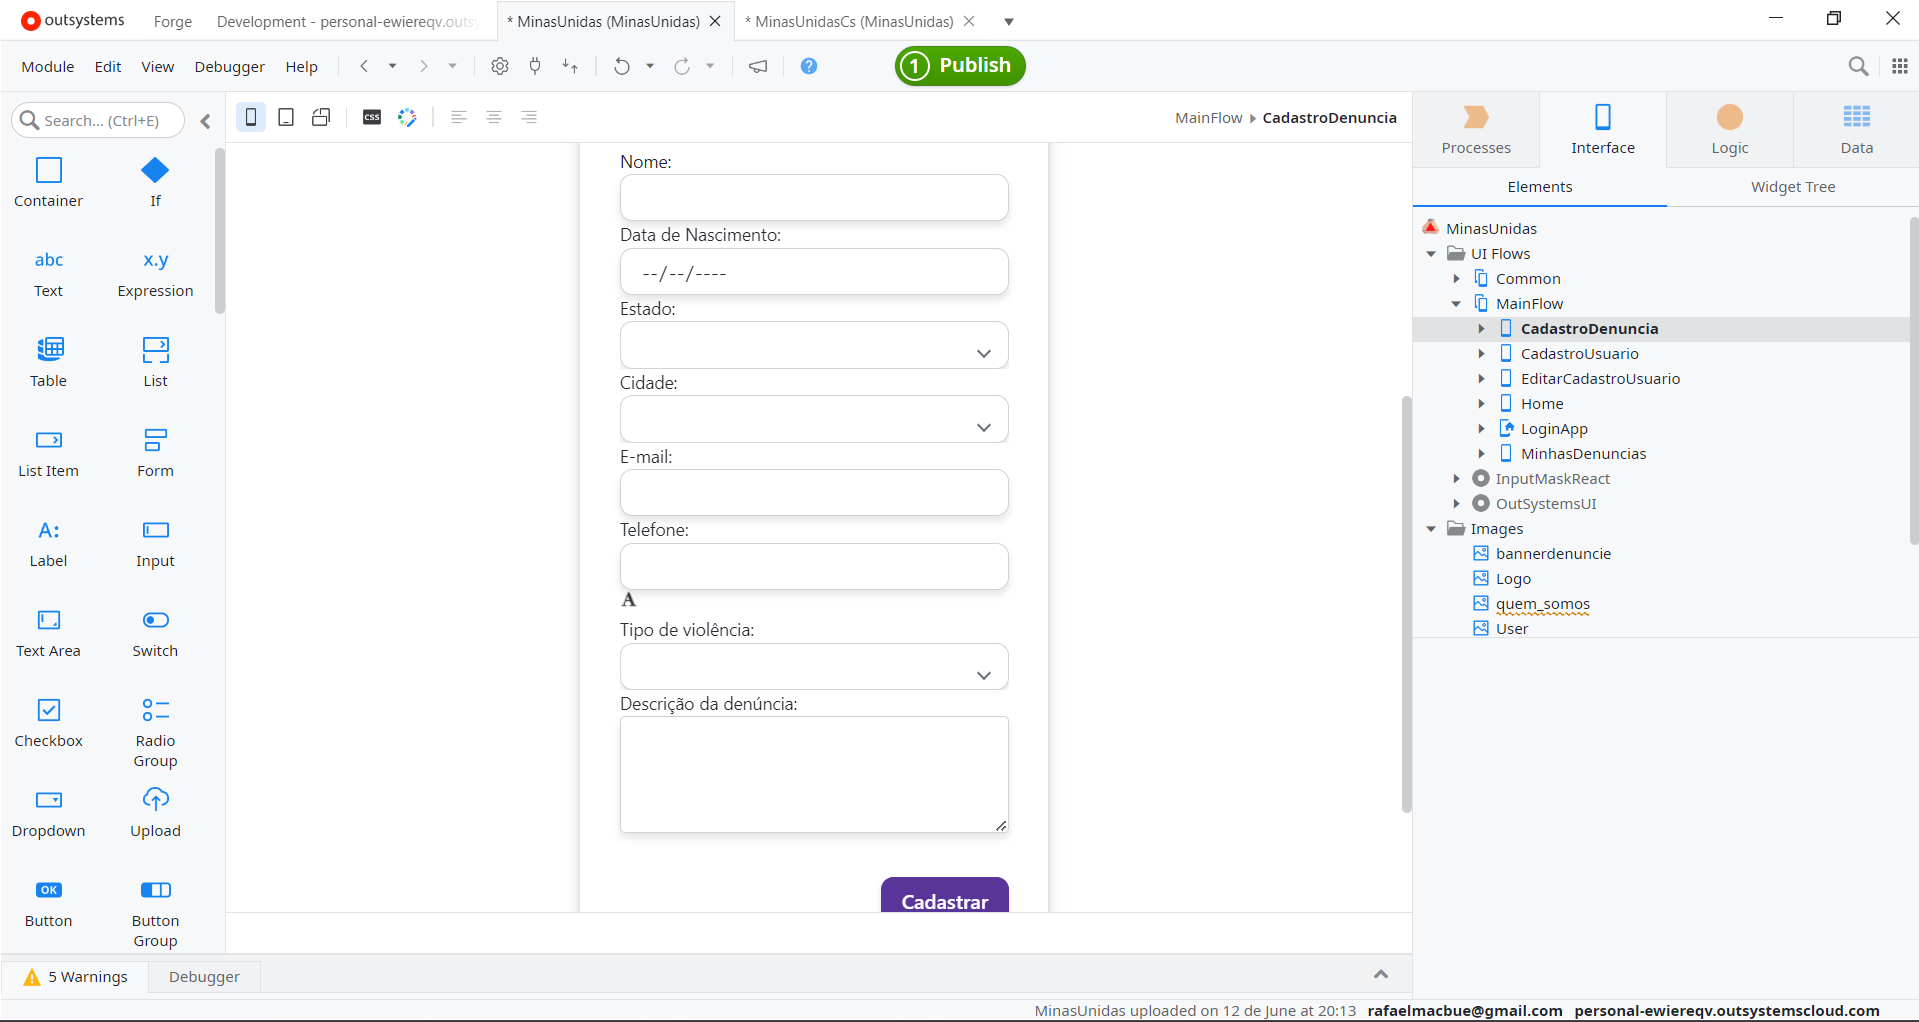 outsystems
Forge
Development - personal-ewiereqv.outs
* MinasUnidas (MinasUnidas)
* MinasUnidasCs (MinasUnidas)
Module Edit View Debugger Help
1 Publish
Search... (Ctrl+E)
CSS
MainFlow CadastroDenuncia
Container If
abc x.y
Text Expression
Table List
List Item Form
A:
Label Input
Text Area Switch
Checkbox Radio Group
Dropdown Upload
OK
Button Button Group
Nome:
Data de Nascimento:
--/--/----
Estado:
Cidade:
E-mail:
Telefone:
A
Tipo de violência:
Descrição da denúncia:
Cadastrar
Processes Interface Logic Data
Elements Widget Tree
MinasUnidas
UI Flows
Common
MainFlow
CadastroDenuncia
CadastroUsuario
EditarCadastroUsuario
Home
LoginApp
MinhasDenuncias
InputMaskReact
OutSystemsUI
Images
bannerdenuncie
Logo
quem_somos
User
5 Warnings Debugger
MinasUnidas uploaded on 12 de June at 20:13 rafaelmacbue@gmail.com personal-ewiereqv.outsystemscloud.com